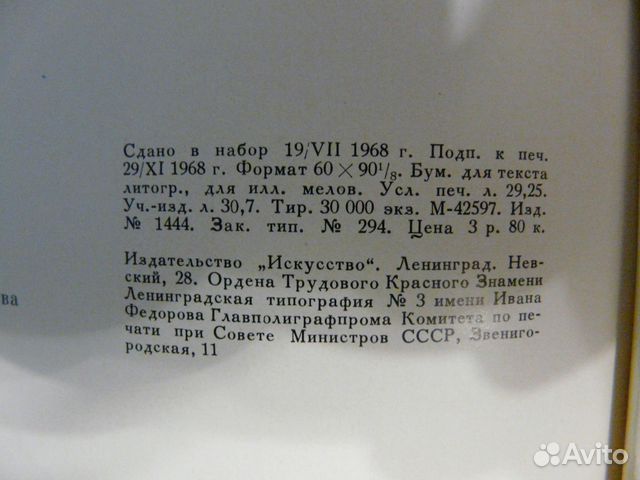 Сдано в набор 19/VII 1968 г. Подп. к печ.
29/XI 1968 г. Формат 60 × 90¹/₈. Бум. для текста
литогр., для илл. мелов. Усл. печ. л. 29,25.
Уч.-изд. л. 30,7. Тир. 30 000 экз. М-42597. Изд.
№ 1444. Зак. тип. № 294. Цена 3 р. 80 к.
Издательство „Искусство“. Ленинград. Нев-
ский, 28. Ордена Трудового Красного Знамени
Ленинградская типография № 3 имени Ивана
Федорова Главполиграфпрома Комитета по пе-
чати при Совете Министров СССР, Звениго-
родская, 11
ва
Avito